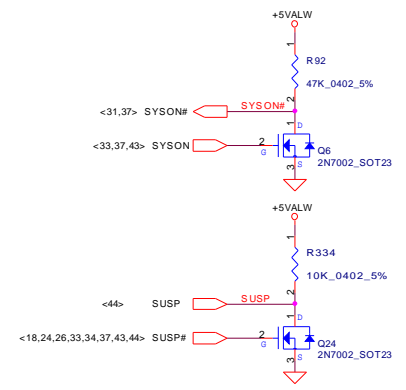 +5VALW
1
R92
47K_0402_5%
2
<31,37> SYSON# SYSON#
1 D
<33,37,43> SYSON 2 G
Q6
2N7002_SOT23
3 S
+5VALW
1
R334
10K_0402_5%
2
<44> SUSP SUSP
1 D
<18,24,26,33,34,37,43,44> SUSP# 2 G
Q24
2N7002_SOT23
3 S